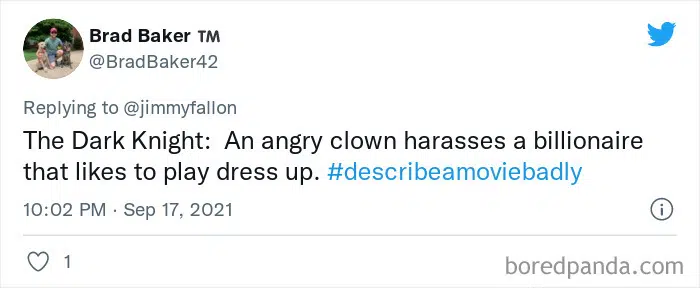 Brad Baker ™
@BradBaker42
Replying to @jimmyfallon
The Dark Knight:  An angry clown harasses a billionaire
that likes to play dress up. #describeamoviebadly
10:02 PM · Sep 17, 2021
1
boredpanda.com